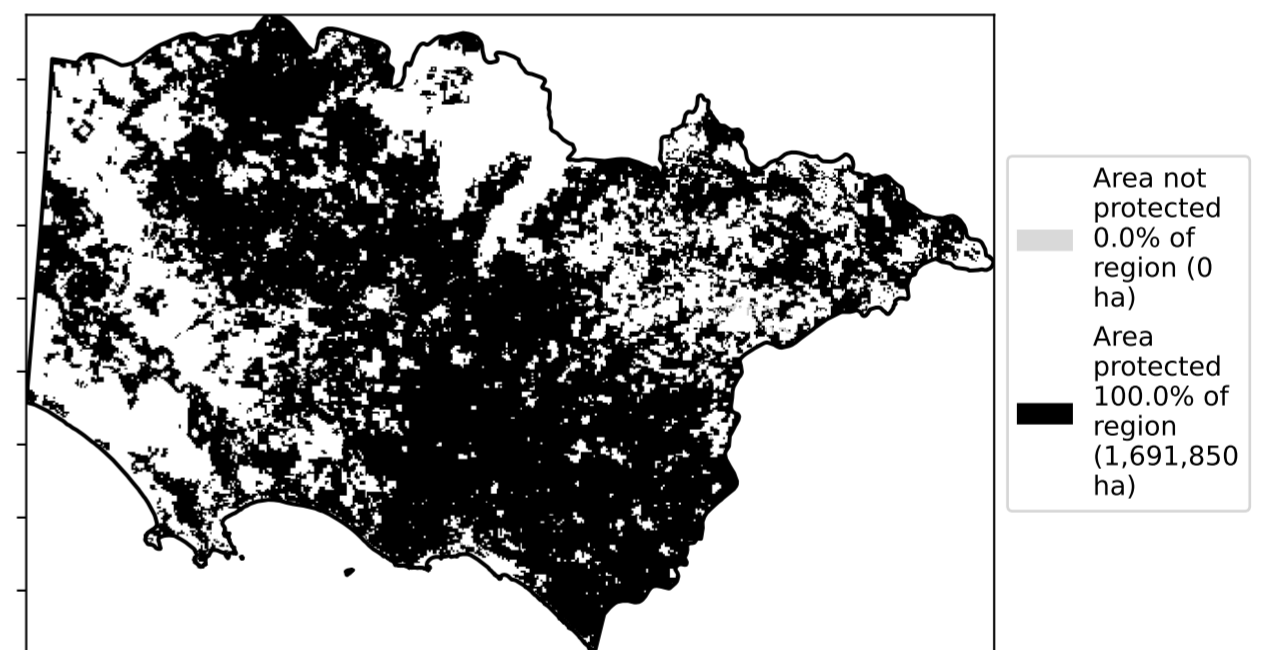 Area not
protected
0.0% of
region (0
ha)
Area
protected
100.0% of
region
(1,691,850
ha)